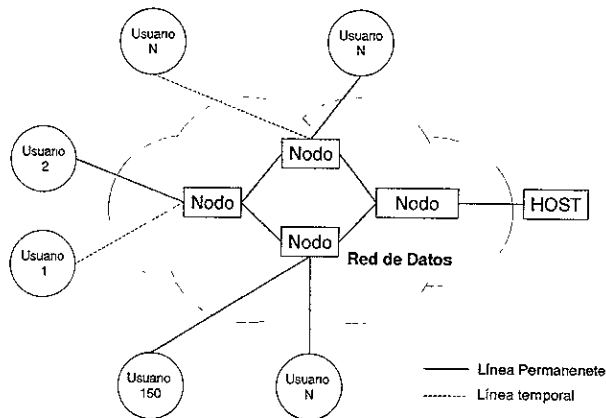 Usuario
N
Usuario
N
Nodo
Usuario
2
Nodo
Nodo
HOST
Nodo
Red de Datos
Usuario
1
Usuario
150
Usuario
N
Línea Permanenete
Línea temporal